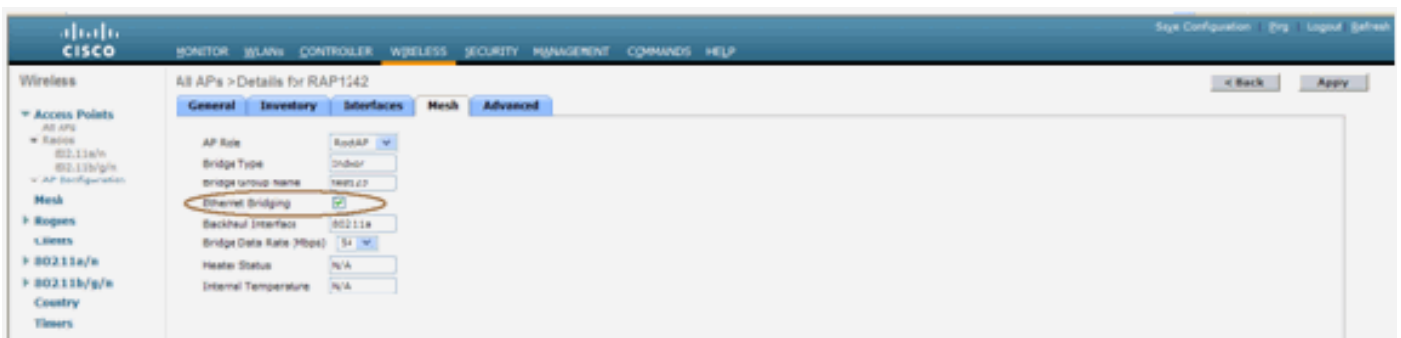 Save Configuration | Ping | Logout Refresh
CISCO
MONITOR WLANs CONTROLLER WIRELESS SECURITY MANAGEMENT COMMANDS HELP
Wireless
All APs > Details for RAP1242
< Back
Apply
General Inventory Interfaces Mesh Advanced
Access Points
All APs
Radios
802.11a/n
802.11b/g/n
AP Configuration
Mesh
Rogues
Clients
802.11a/n
802.11b/g/n
Country
Timers
AP Role RootAP
Bridge Type Indoor
Bridge Group Name
Ethernet Bridging
Backhaul Interface 802.11a
Bridge Data Rate (Mbps) 54
Heater Status N/A
Internal Temperature N/A